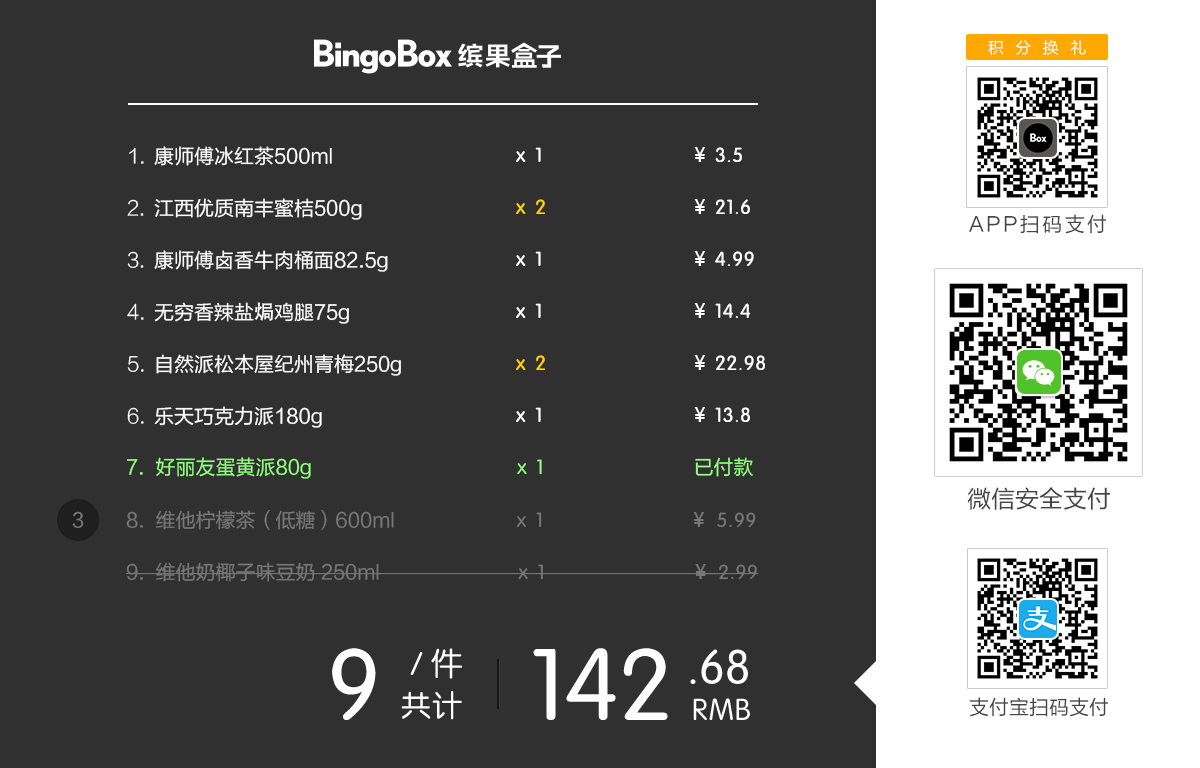 BingoBox 缤果盒子
1. 康师傅冰红茶500ml x 1 ¥ 3.5
2. 江西优质南丰蜜桔500g x 2 ¥ 21.6
3. 康师傅卤香牛肉桶面82.5g x 1 ¥ 4.99
4. 无穷香辣盐焗鸡腿75g x 1 ¥ 14.4
5. 自然派松本屋纪州青梅250g x 2 ¥ 22.98
6. 乐天巧克力派180g x 1 ¥ 13.8
7. 好丽友蛋黄派80g x 1 已付款
3 8. 维他柠檬茶（低糖）600ml x 1 ¥ 5.99
9. 维他奶椰子味豆奶 250ml x 1 ¥ 2.99
9 / 件 共计 142.68 RMB
积分换礼
Box
APP扫码支付
微信安全支付
支
支付宝扫码支付